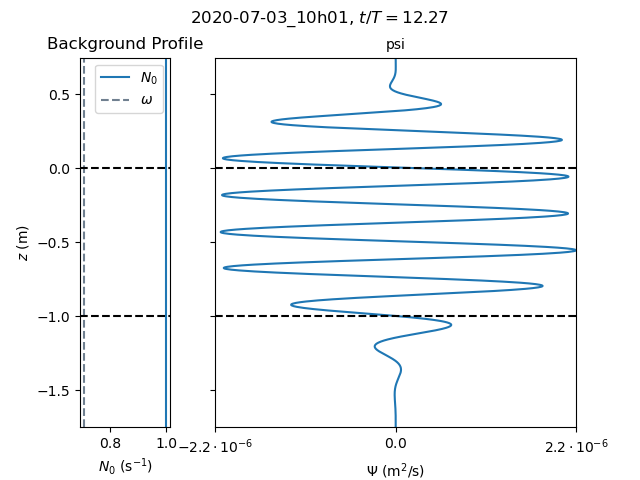 2020-07-03_10h01, t/T = 12.27
Background Profile
psi
N₀
ω
0.5
0.0
−0.5
−1.0
−1.5
z (m)
0.8 1.0
−2.2 · 10⁻⁶ 0.0 2.2 · 10⁻⁶
N₀ (s⁻¹)
Ψ (m²/s)